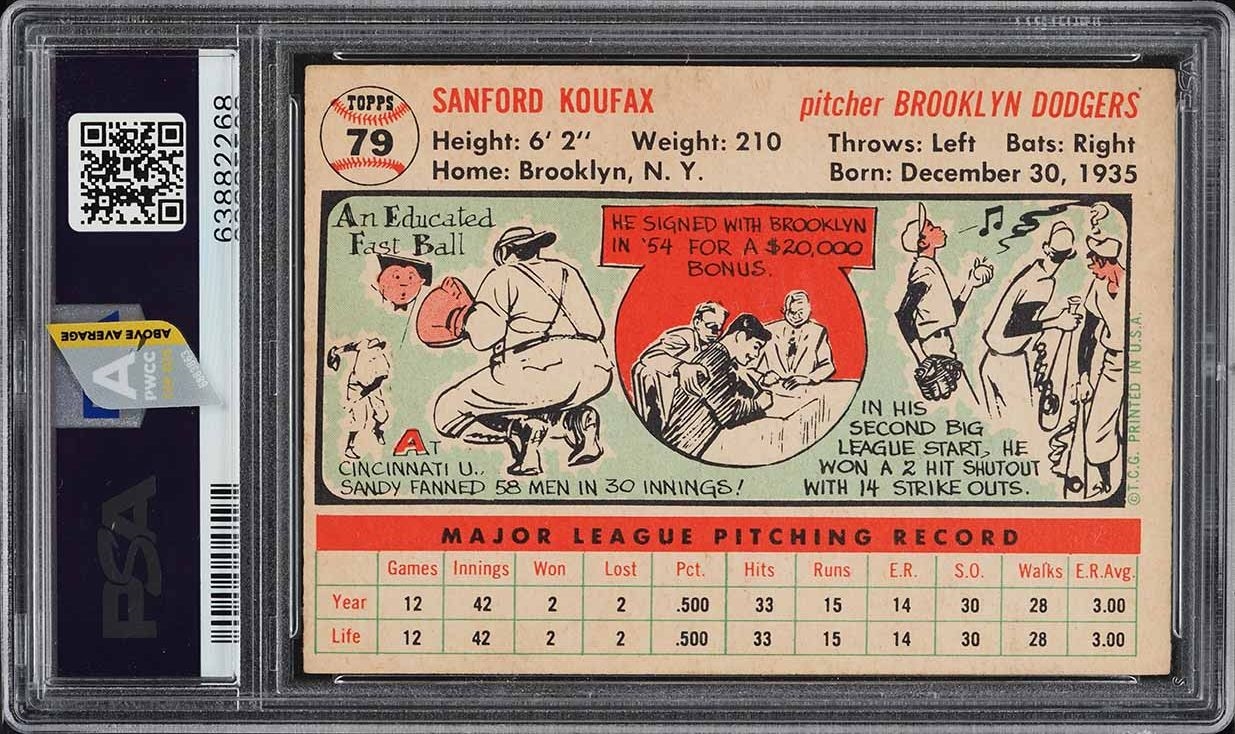 63882268
ABOVE AVERAGE
A
PWCC
PSA
TOPPS
79
SANFORD KOUFAX
pitcher BROOKLYN DODGERS
Height: 6' 2" Weight: 210 Throws: Left Bats: Right
Home: Brooklyn, N. Y. Born: December 30, 1935
An Educated
Fast Ball
AT
CINCINNATI U..
SANDY FANNED 58 MEN IN 30 INNINGS!
HE SIGNED WITH BROOKLYN
IN '54 FOR A $20,000
BONUS.
IN HIS
SECOND BIG
LEAGUE START, HE
WON A 2 HIT SHUTOUT
WITH 14 STRIKE OUTS.
?
© T.C.G. PRINTED IN U.S.A.
MAJOR LEAGUE PITCHING RECORD
Games Innings Won Lost Pct. Hits Runs E.R. S.O. Walks E.R.Avg.
Year 12 42 2 2 .500 33 15 14 30 28 3.00
Life 12 42 2 2 .500 33 15 14 30 28 3.00